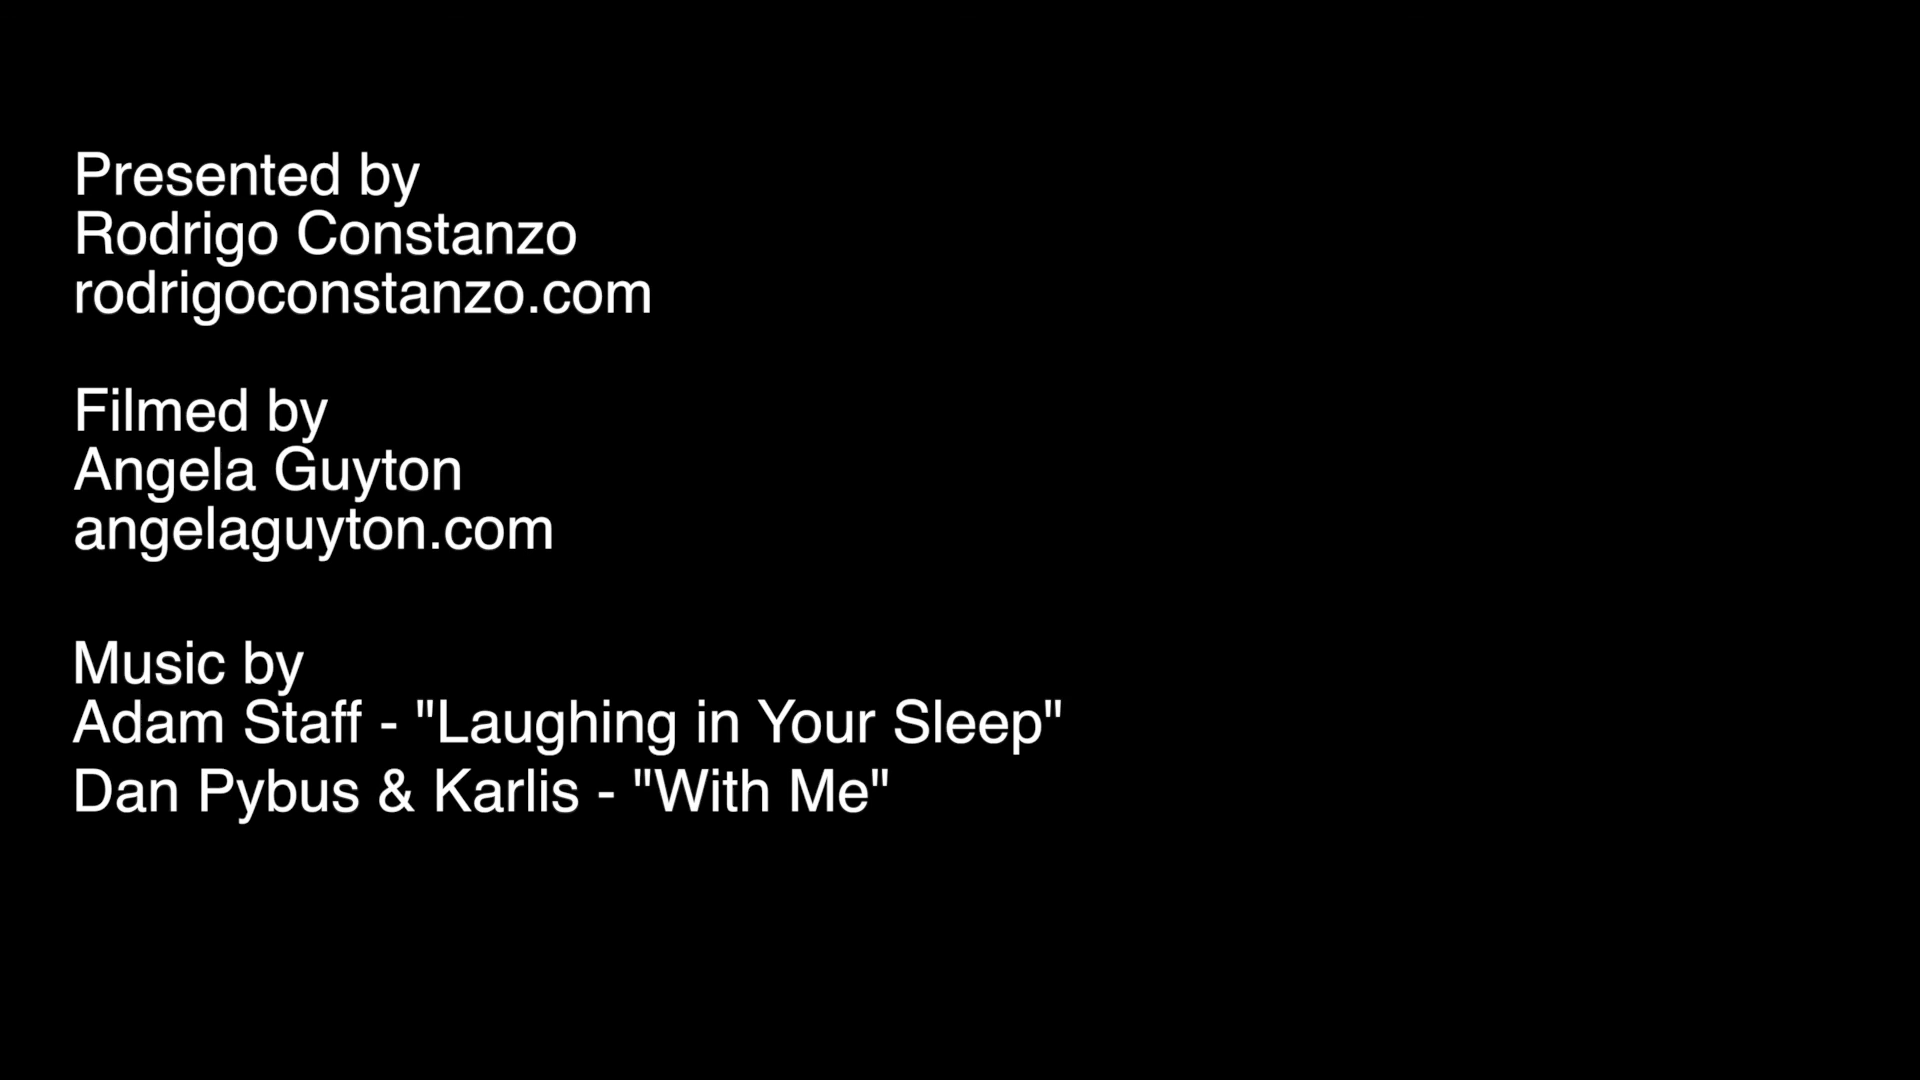 Presented by
Rodrigo Constanzo
rodrigoconstanzo.com
Filmed by
Angela Guyton
angelaguyton.com
Music by
Adam Staff - "Laughing in Your Sleep"
Dan Pybus & Karlis - "With Me"